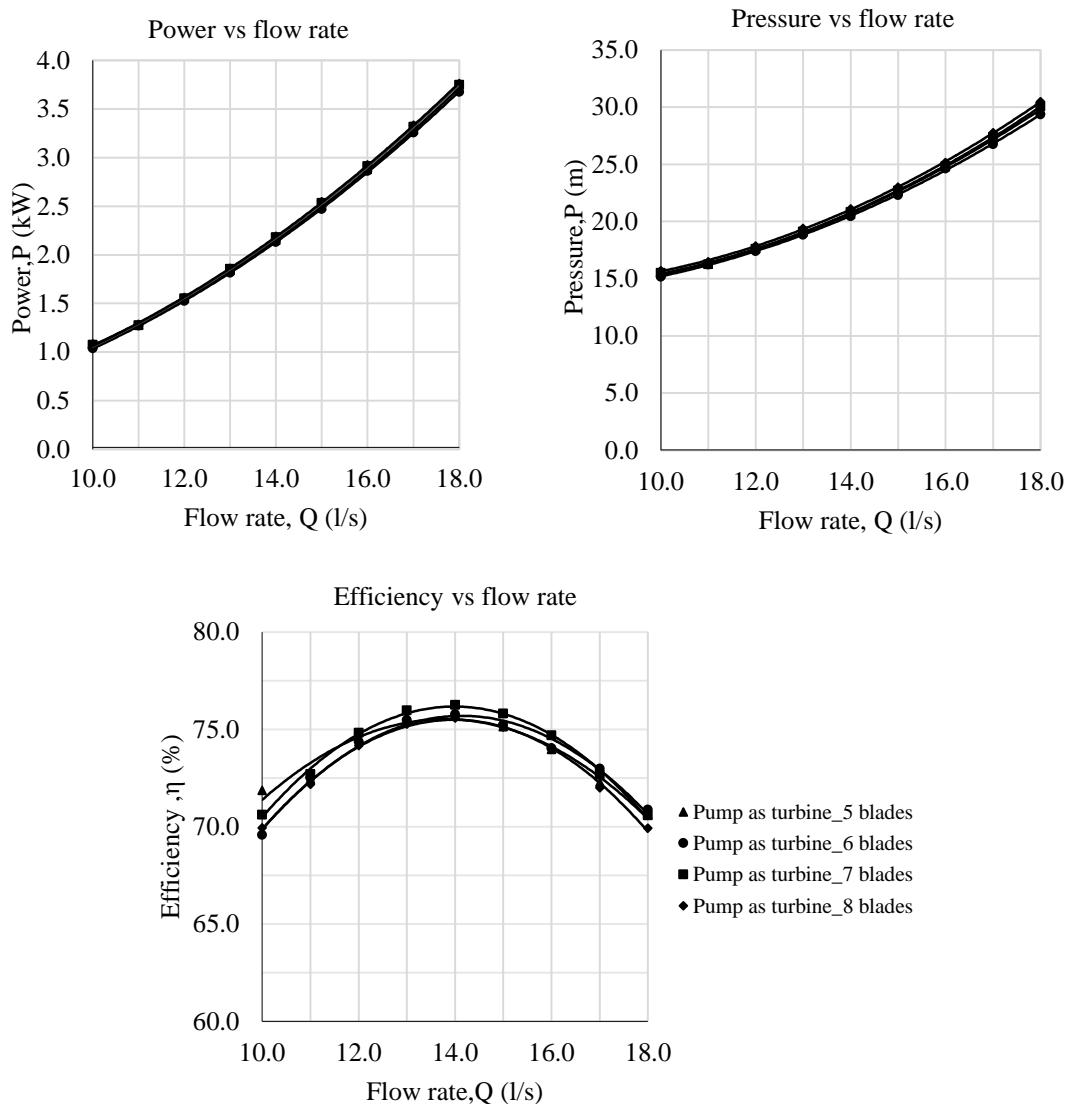 Power vs flow rate
4.0
3.5
3.0
2.5
2.0
1.5
1.0
0.5
0.0
Power,P (kW)
10.0 12.0 14.0 16.0 18.0
Flow rate, Q (l/s)
Pressure vs flow rate
35.0
30.0
25.0
20.0
15.0
10.0
5.0
0.0
Pressure,P (m)
10.0 12.0 14.0 16.0 18.0
Flow rate, Q (l/s)
Efficiency vs flow rate
80.0
75.0
70.0
65.0
60.0
Efficiency ,η (%)
10.0 12.0 14.0 16.0 18.0
Flow rate,Q (l/s)
Pump as turbine_5 blades
Pump as turbine_6 blades
Pump as turbine_7 blades
Pump as turbine_8 blades